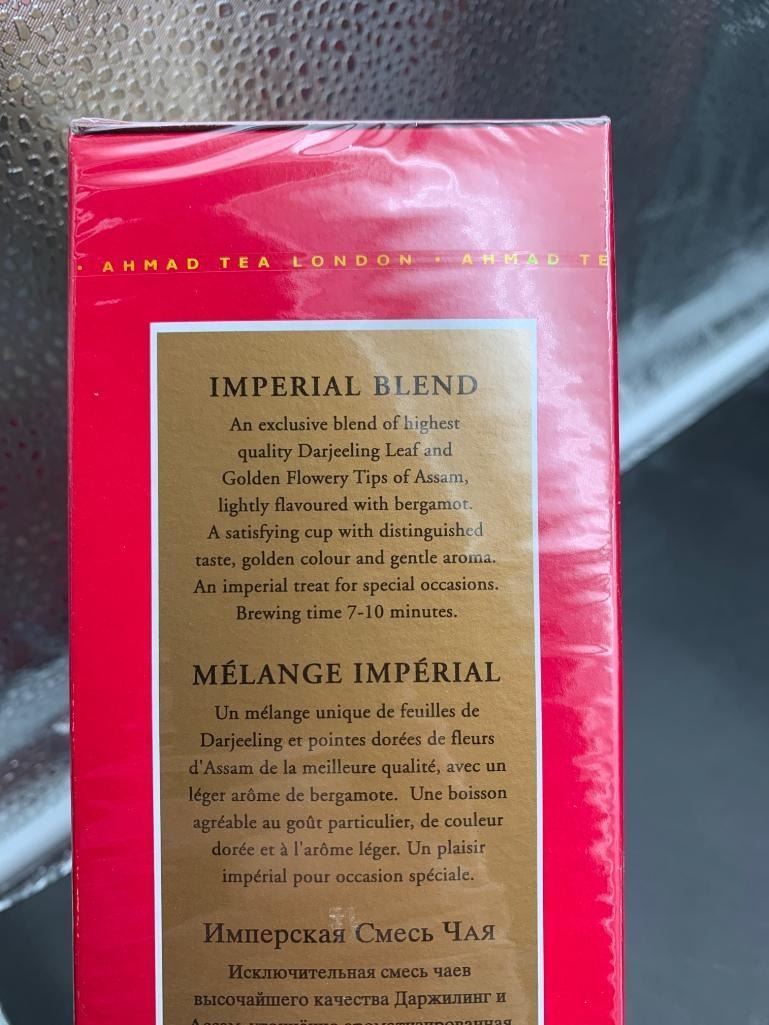 · AHMAD TEA LONDON · AHMAD TE
IMPERIAL BLEND
An exclusive blend of highest
quality Darjeeling Leaf and
Golden Flowery Tips of Assam,
lightly flavoured with bergamot.
A satisfying cup with distinguished
taste, golden colour and gentle aroma.
An imperial treat for special occasions.
Brewing time 7-10 minutes.
MÉLANGE IMPÉRIAL
Un mélange unique de feuilles de
Darjeeling et pointes dorées de fleurs
d'Assam de la meilleure qualité, avec un
léger arôme de bergamote. Une boisson
agréable au goût particulier, de couleur
dorée et à l'arôme léger. Un plaisir
impérial pour occasion spéciale.
Имперская Смесь Чая
Исключительная смесь чаев
высочайшего качества Даржилинг и